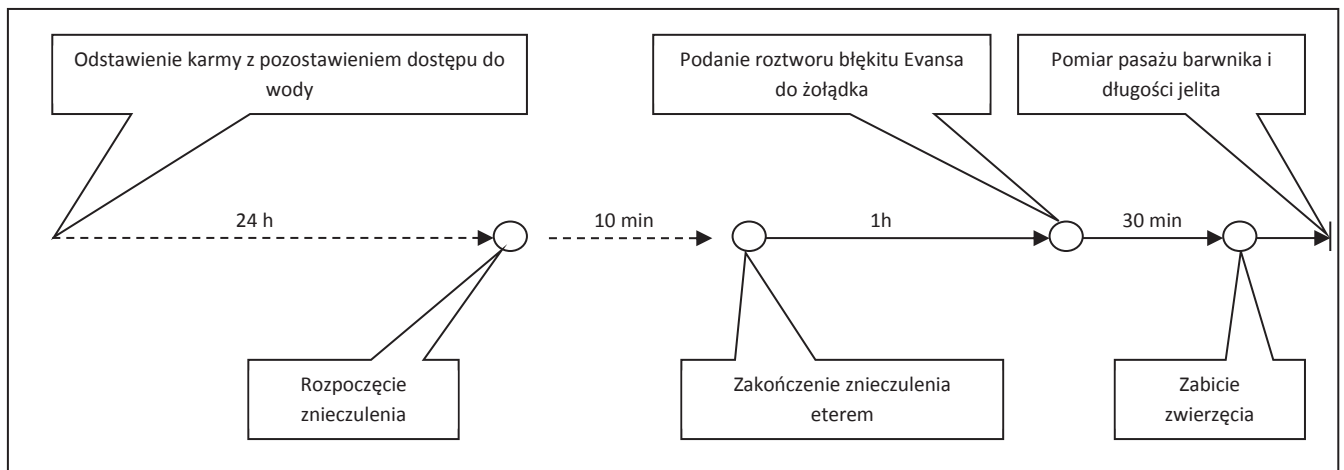 Odstawienie karmy z pozostawieniem dostępu do
wody
Podanie roztworu błękitu Evansa
do żołądka
Pomiar pasażu barwnika i
długości jelita
24 h
10 min
1h
30 min
Rozpoczęcie
znieczulenia
Zakończenie znieczulenia
eterem
Zabicie
zwierzęcia